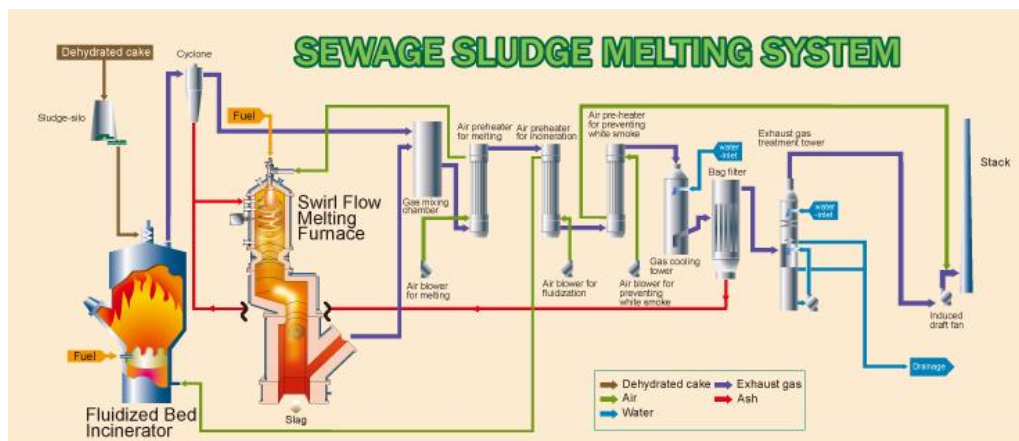 SEWAGE SLUDGE MELTING SYSTEM
Dehydrated cake
Sludge-silo
Cyclone
Fuel
Swirl Flow
Melting
Furnace
Gas mixing
chamber
Air preheater
for melting
Air preheater
for incineration
Air pre-heater
for preventing
white smoke
water
-inlet
Bag filter
Exhaust gas
treatment tower
water
-inlet
Stack
Gas cooling
tower
Air blower
for melting
Air blower for
fluidization
Air blower for
preventing
white smoke
Induced
draft fan
Drainage
Fuel
Fluidized Bed
Incinerator
Slag
Dehydrated cake
Exhaust gas
Air
Ash
Water